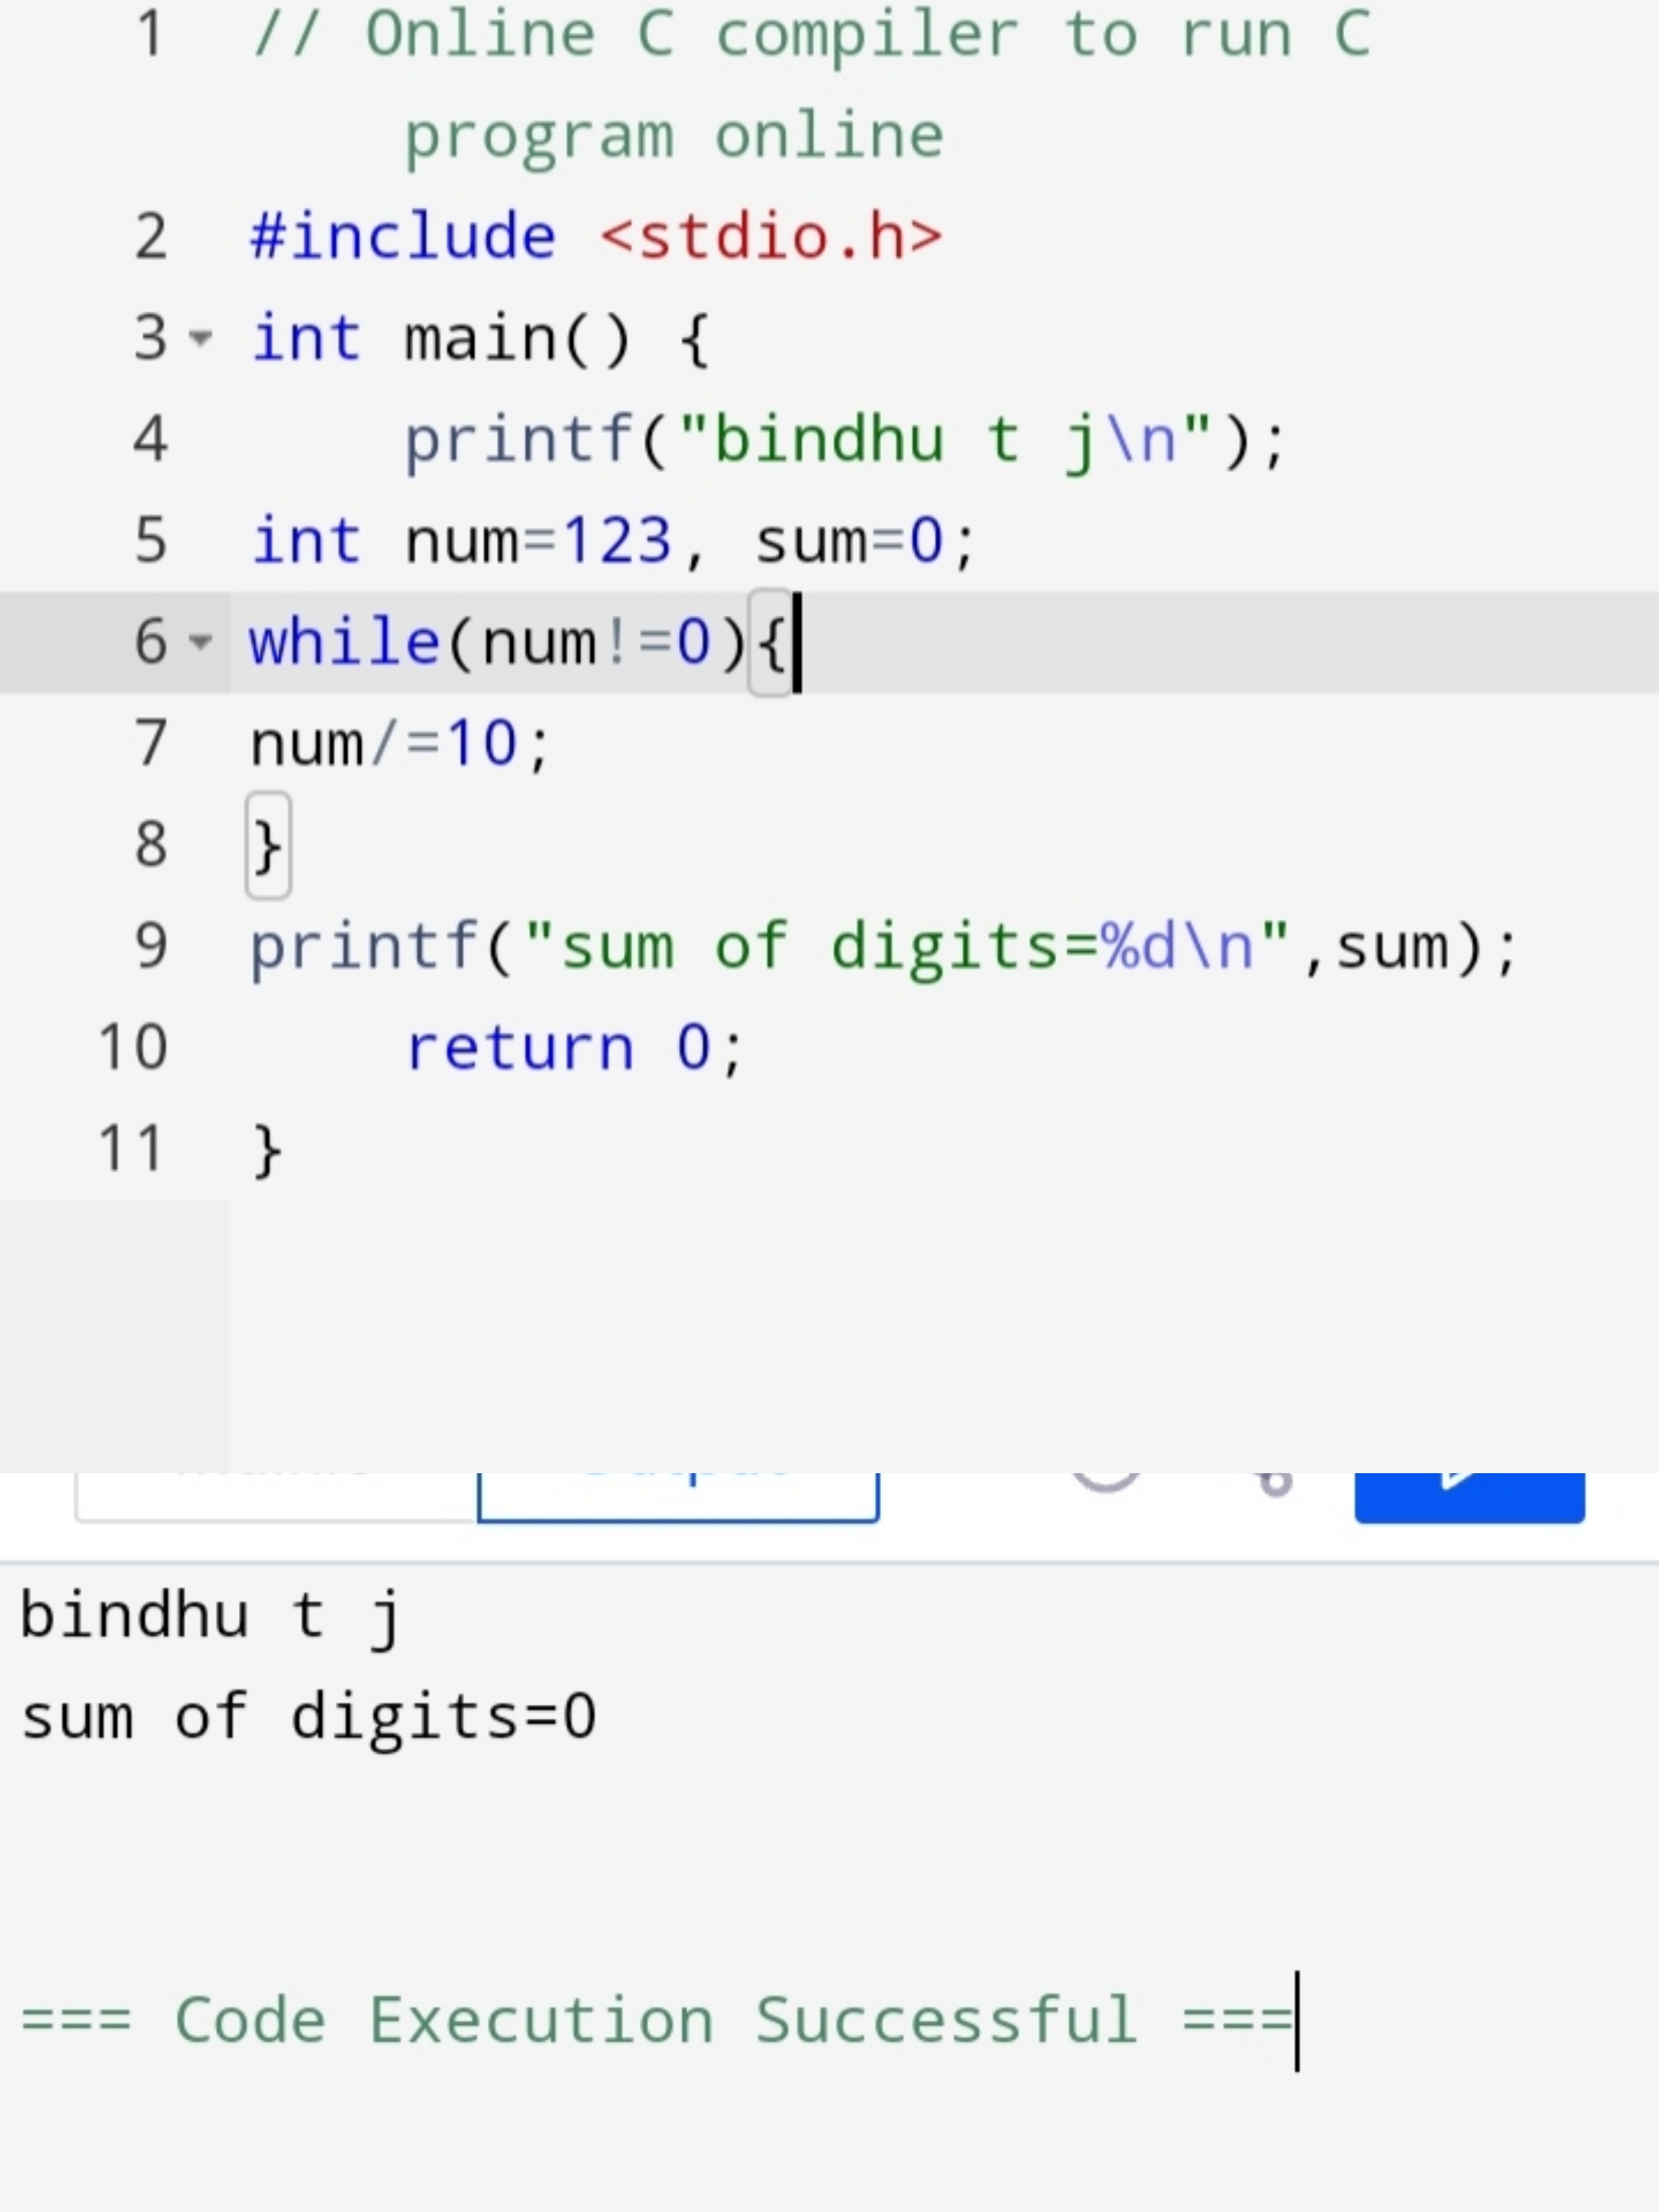 1 // Online C compiler to run C
program online
2 #include <stdio.h>
3 int main() {
4 printf("bindhu t j\n");
5 int num=123, sum=0;
6 while(num!=0){
7 num/=10;
8 }
9 printf("sum of digits=%d\n",sum);
10 return 0;
11 }
bindhu t j
sum of digits=0
=== Code Execution Successful ===